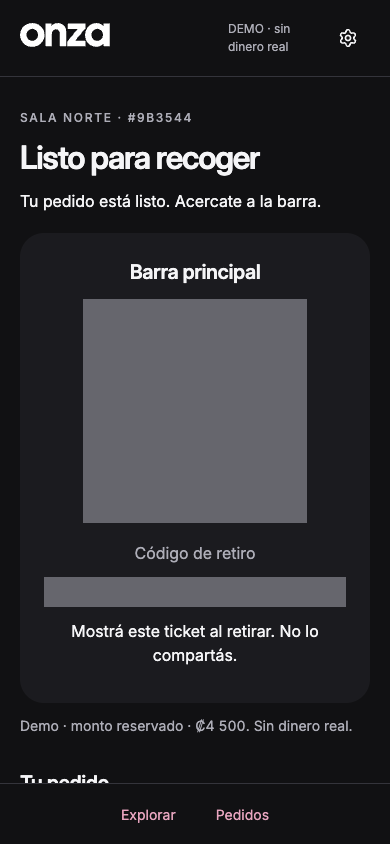 onza
DEMO · sin
dinero real
SALA NORTE · #9B3544
Listo para recoger
Tu pedido está listo. Acercate a la barra.
Barra principal
Código de retiro
Mostrá este ticket al retirar. No lo
compartás.
Demo · monto reservado · ₡4 500. Sin dinero real.
Tu pedido
Explorar
Pedidos